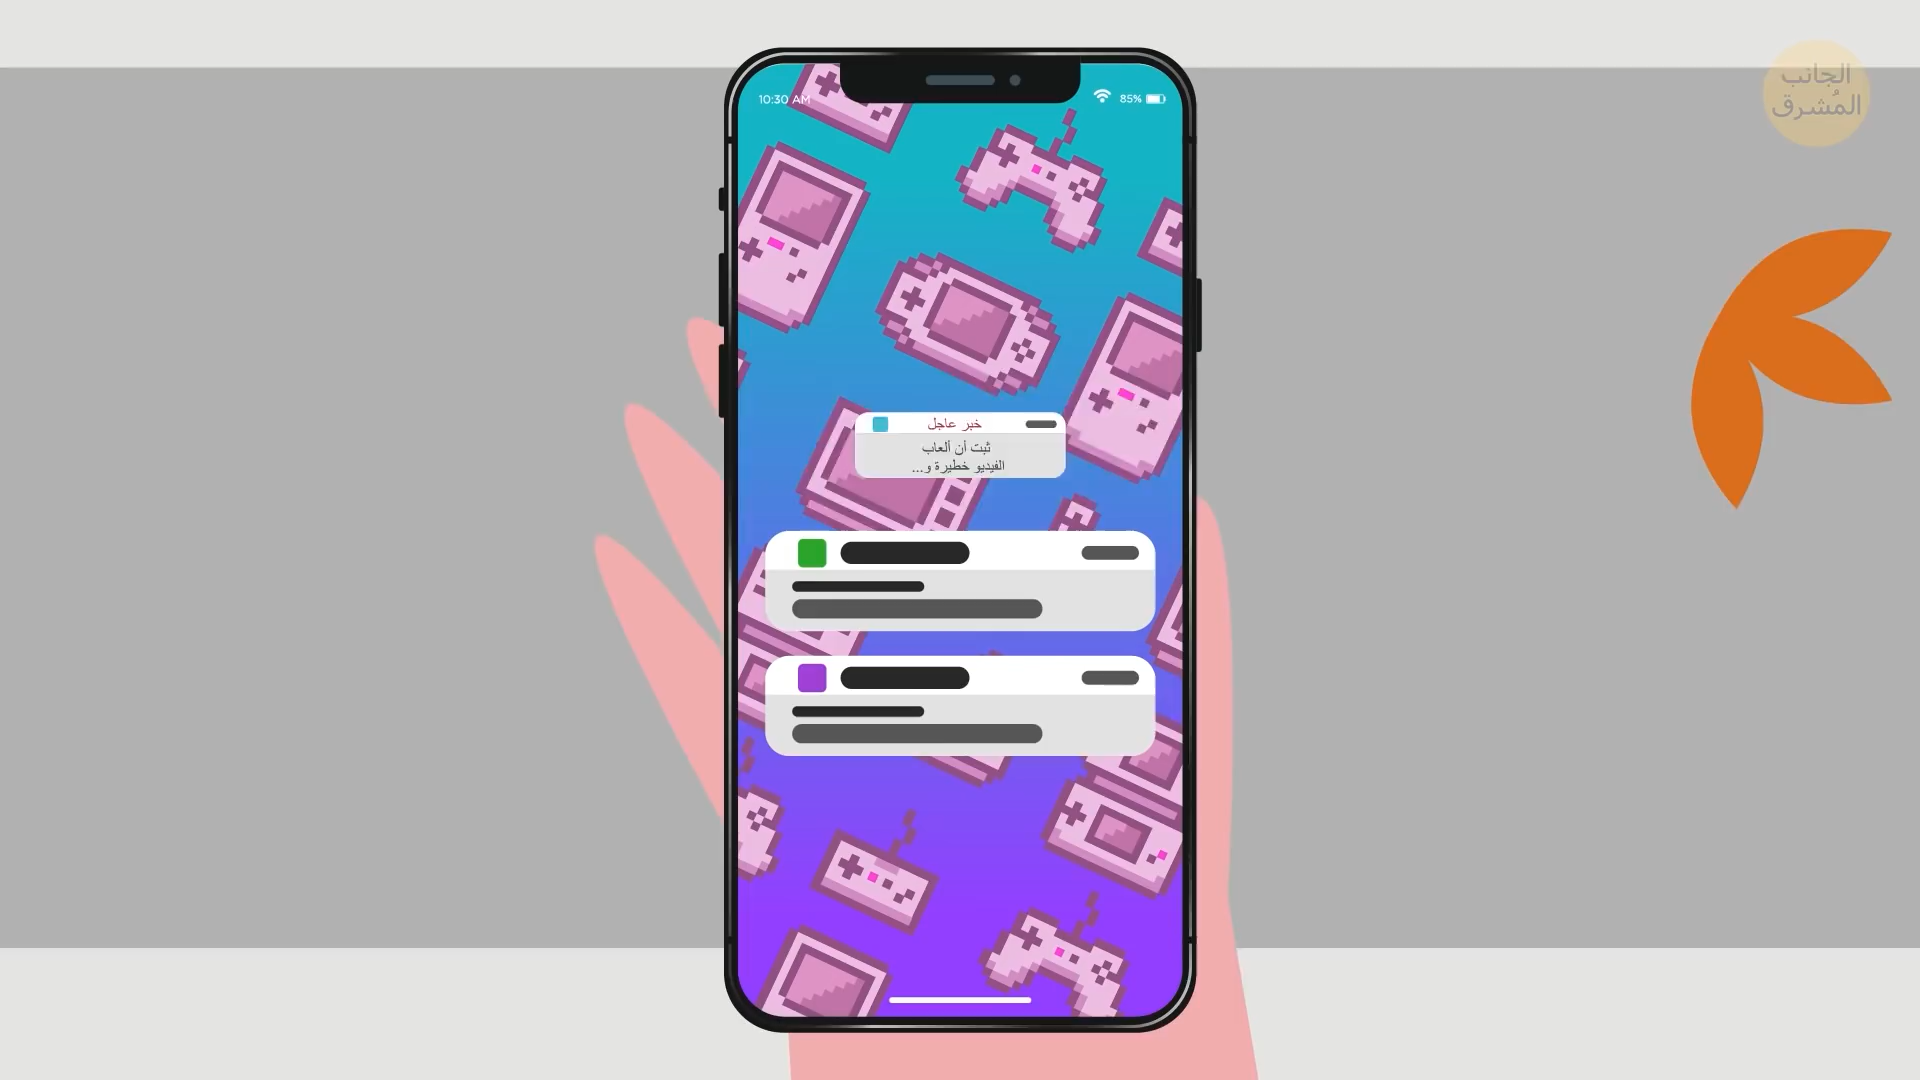 الجانب
المُشرق
10:30 AM
85%
خبر عاجل
ثبت أن ألعاب
الفيديو خطيرة و...